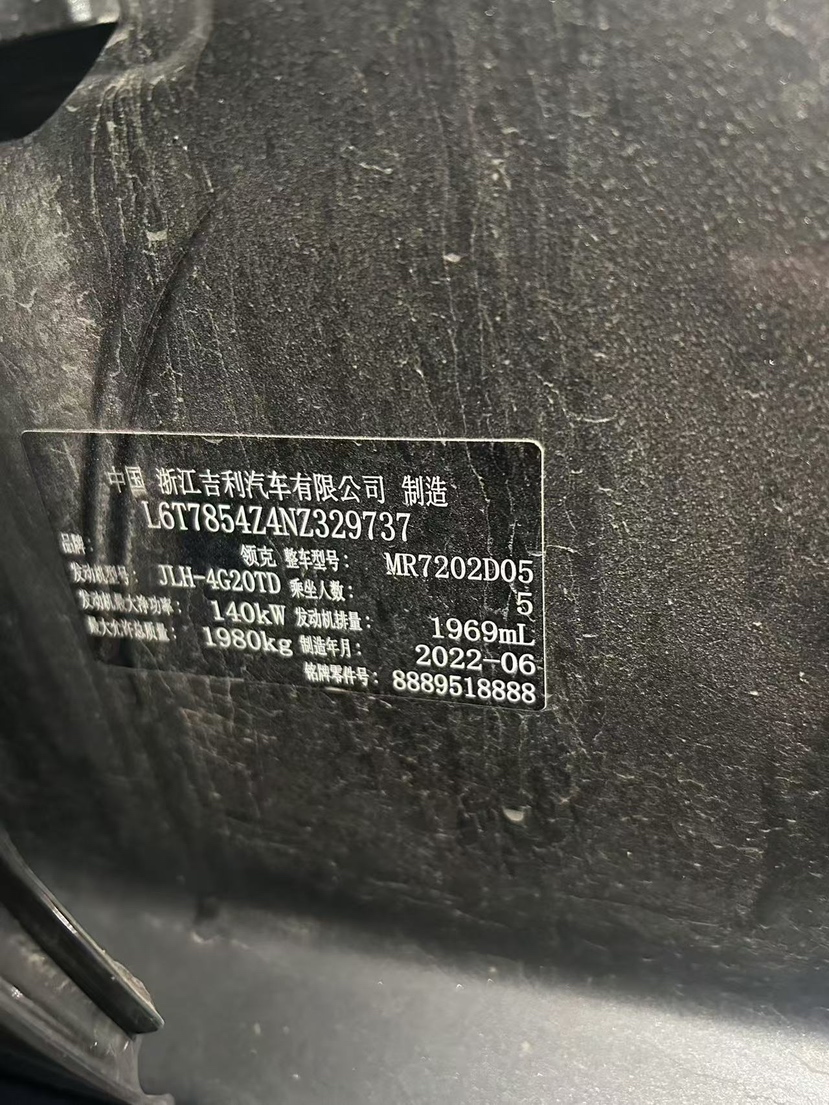 中国 浙江吉利汽车有限公司 制造
L6T7854Z4NZ329737
品牌: 领克 整车型号: MR7202D05
发动机型号: JLH-4G20TD 乘坐人数: 5
发动机最大净功率: 140kW 发动机排量: 1969mL
最大允许总质量: 1980kg 制造年月: 2022-06
铭牌零件号: 8889518888